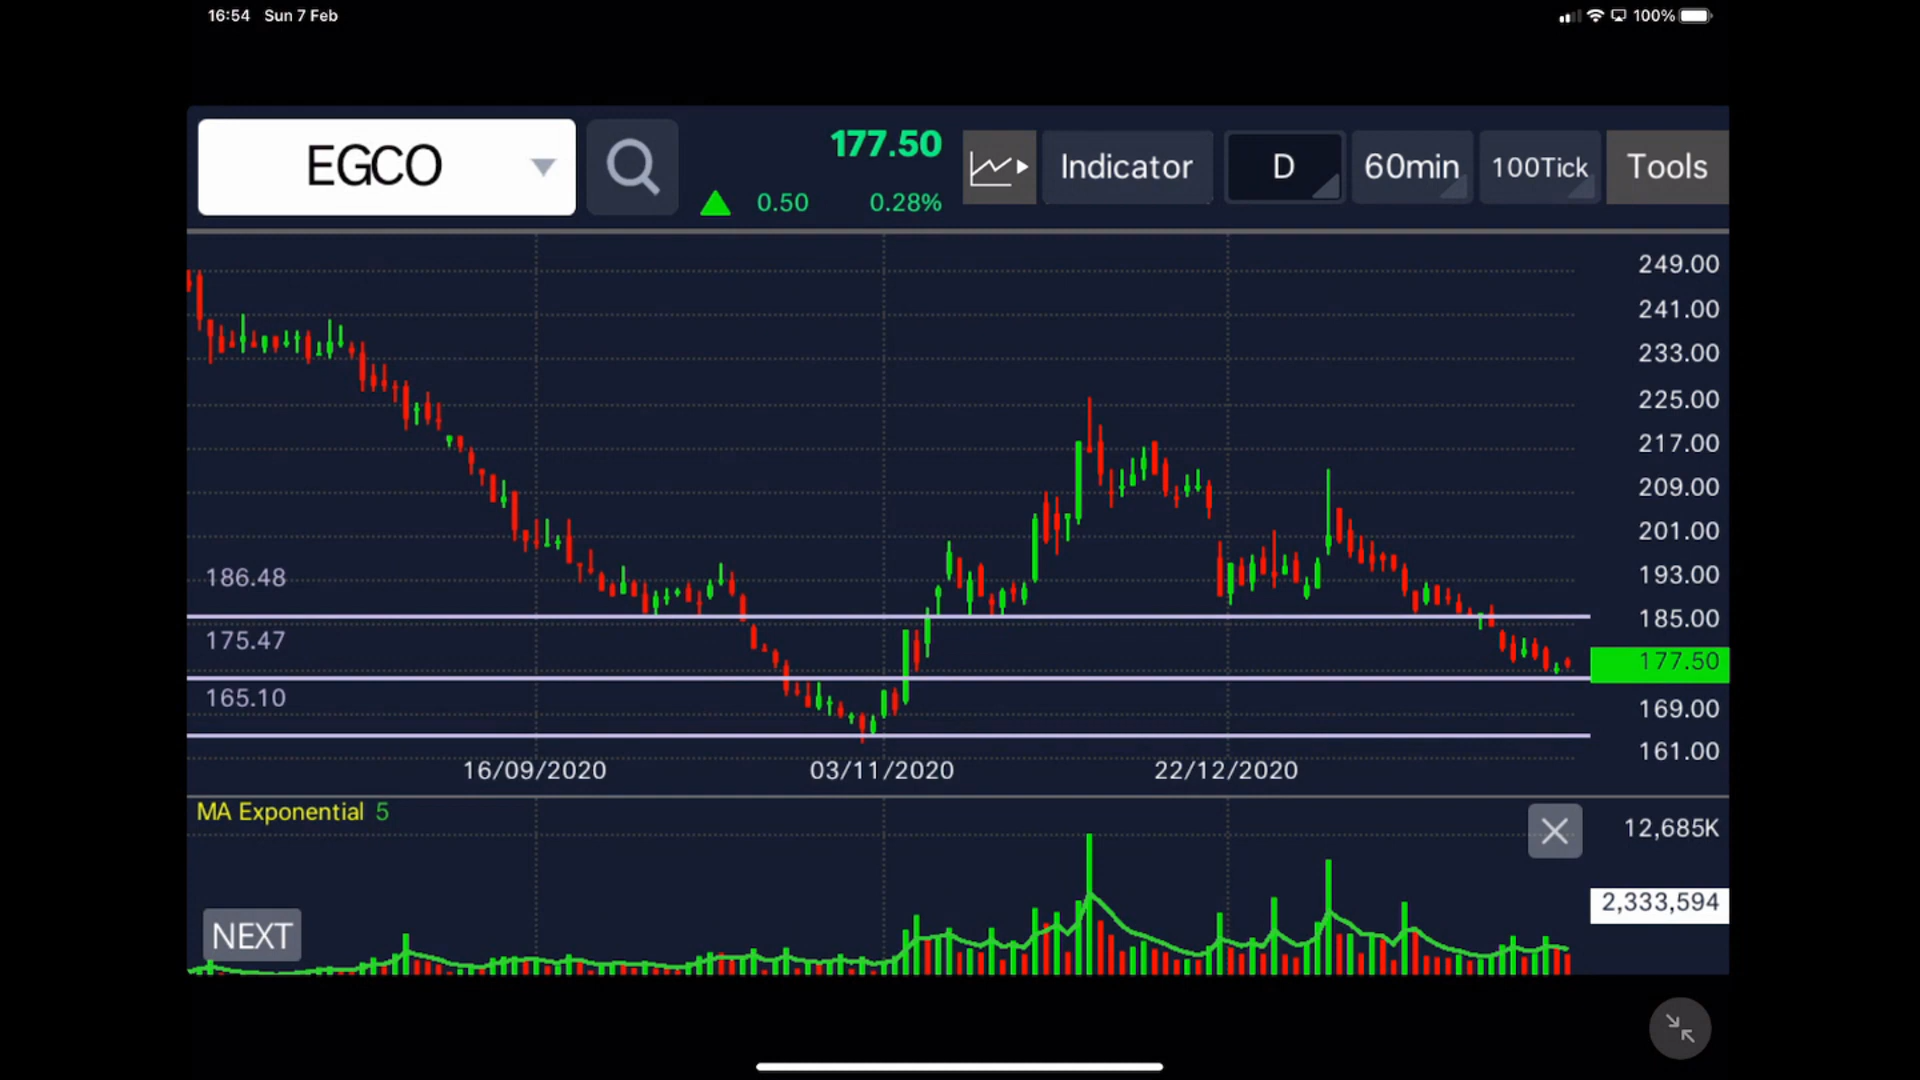 16:54 Sun 7 Feb
100%
EGCO
177.50
0.50 0.28%
Indicator
D
60min
100Tick
Tools
249.00
241.00
233.00
225.00
217.00
209.00
201.00
193.00
185.00
177.50
169.00
161.00
186.48
175.47
165.10
16/09/2020 03/11/2020 22/12/2020
MA Exponential 5
12,685K
2,333,594
NEXT